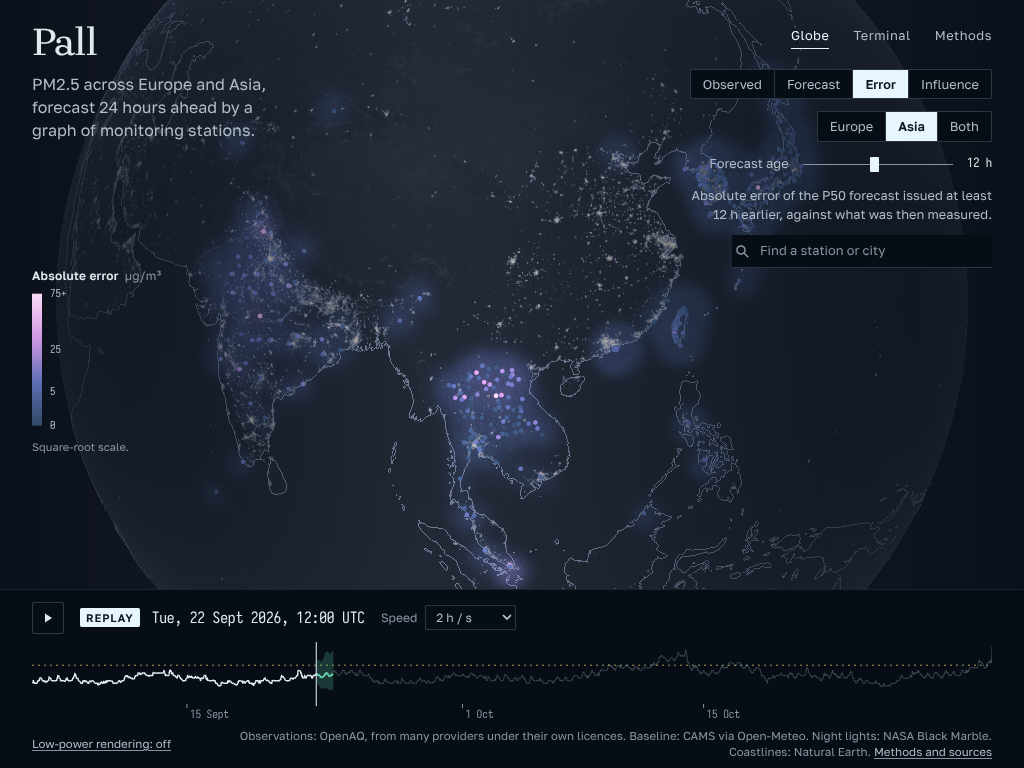 Pall
PM2.5 across Europe and Asia,
forecast 24 hours ahead by a
graph of monitoring stations.
Globe Terminal Methods
Observed Forecast Error Influence
Europe Asia Both
Forecast age 12 h
Absolute error of the P50 forecast issued at least
12 h earlier, against what was then measured.
Find a station or city
Absolute error µg/m³
75+
25
5
0
Square-root scale.
REPLAY Tue, 22 Sept 2026, 12:00 UTC Speed 2 h / s
15 Sept 1 Oct 15 Oct
Low-power rendering: off
Observations: OpenAQ, from many providers under their own licences. Baseline: CAMS via Open-Meteo. Night lights: NASA Black Marble.
Coastlines: Natural Earth. Methods and sources